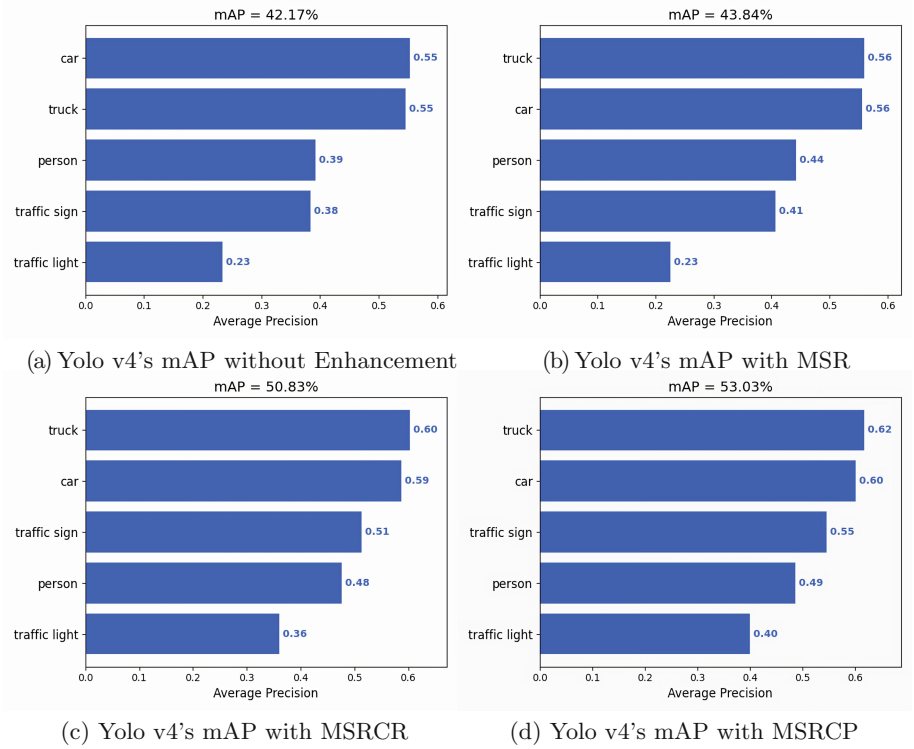 mAP = 42.17%
car
0.55
truck
0.55
person
0.39
traffic sign
0.38
traffic light
0.23
0.0 0.1 0.2 0.3 0.4 0.5 0.6
Average Precision
(a) Yolo v4's mAP without Enhancement
mAP = 43.84%
truck
0.56
car
0.56
person
0.44
traffic sign
0.41
traffic light
0.23
0.0 0.1 0.2 0.3 0.4 0.5 0.6
Average Precision
(b) Yolo v4's mAP with MSR
mAP = 50.83%
truck
0.60
car
0.59
traffic sign
0.51
person
0.48
traffic light
0.36
0.0 0.1 0.2 0.3 0.4 0.5 0.6
Average Precision
(c) Yolo v4's mAP with MSRCR
mAP = 53.03%
truck
0.62
car
0.60
traffic sign
0.55
person
0.49
traffic light
0.40
0.0 0.1 0.2 0.3 0.4 0.5 0.6
Average Precision
(d) Yolo v4's mAP with MSRCP